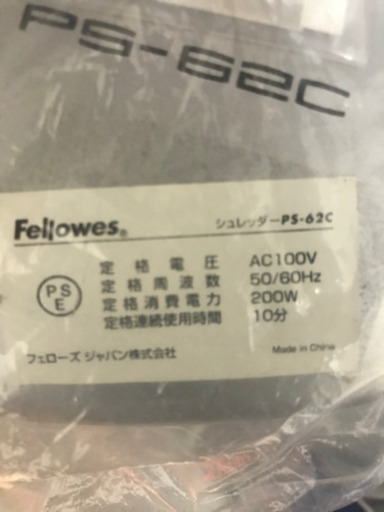 PS-62C
Fellowes®
シュレッダーPS-62C
PSE
定格電圧 AC100V
定格周波数 50/60Hz
定格消費電力 200W
定格連続使用時間 10分
フェローズ ジャパン株式会社
Made in China